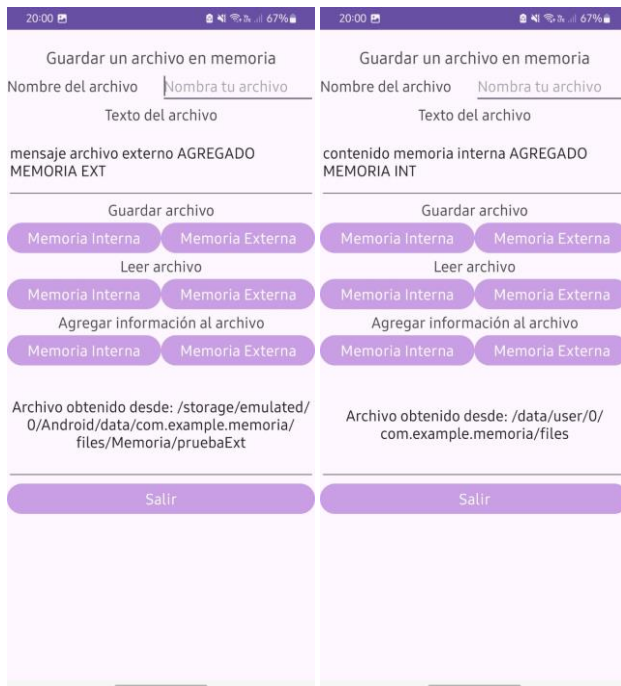 20:00 67%
Guardar un archivo en memoria
Nombre del archivo Nombra tu archivo
Texto del archivo
mensaje archivo externo AGREGADO
MEMORIA EXT
Guardar archivo
Memoria Interna Memoria Externa
Leer archivo
Memoria Interna Memoria Externa
Agregar información al archivo
Memoria Interna Memoria Externa
Archivo obtenido desde: /storage/emulated/
0/Android/data/com.example.memoria/
files/Memoria/pruebaExt
Salir
20:00 67%
Guardar un archivo en memoria
Nombre del archivo Nombra tu archivo
Texto del archivo
contenido memoria interna AGREGADO
MEMORIA INT
Guardar archivo
Memoria Interna Memoria Externa
Leer archivo
Memoria Interna Memoria Externa
Agregar información al archivo
Memoria Interna Memoria Externa
Archivo obtenido desde: /data/user/0/
com.example.memoria/files
Salir